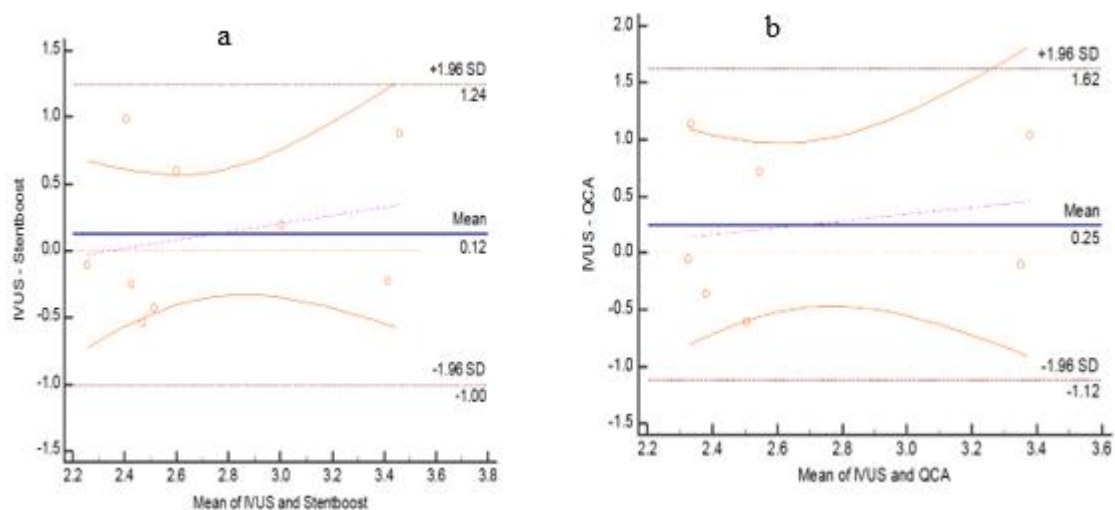 a
1.5
1.0
0.5
0.0
-0.5
-1.0
-1.5
IVUS - Stentboost
+1.96 SD
1.24
Mean
0.12
-1.96 SD
-1.00
2.2 2.4 2.6 2.8 3.0 3.2 3.4 3.6 3.8
Mean of IVUS and Stentboost
b
2.0
1.5
1.0
0.5
0.0
-0.5
-1.0
-1.5
IVUS - QCA
+1.96 SD
1.62
Mean
0.25
-1.96 SD
-1.12
2.2 2.4 2.6 2.8 3.0 3.2 3.4 3.6
Mean of IVUS and QCA